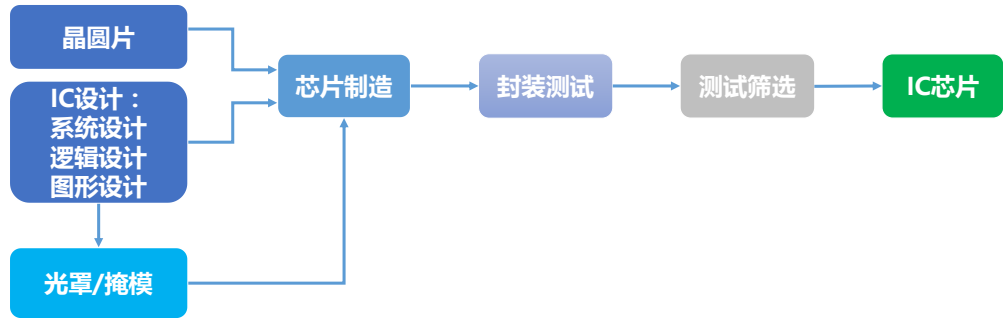 晶圆片
IC设计：
系统设计
逻辑设计
图形设计
光罩/掩模
芯片制造
封装测试
测试筛选
IC芯片